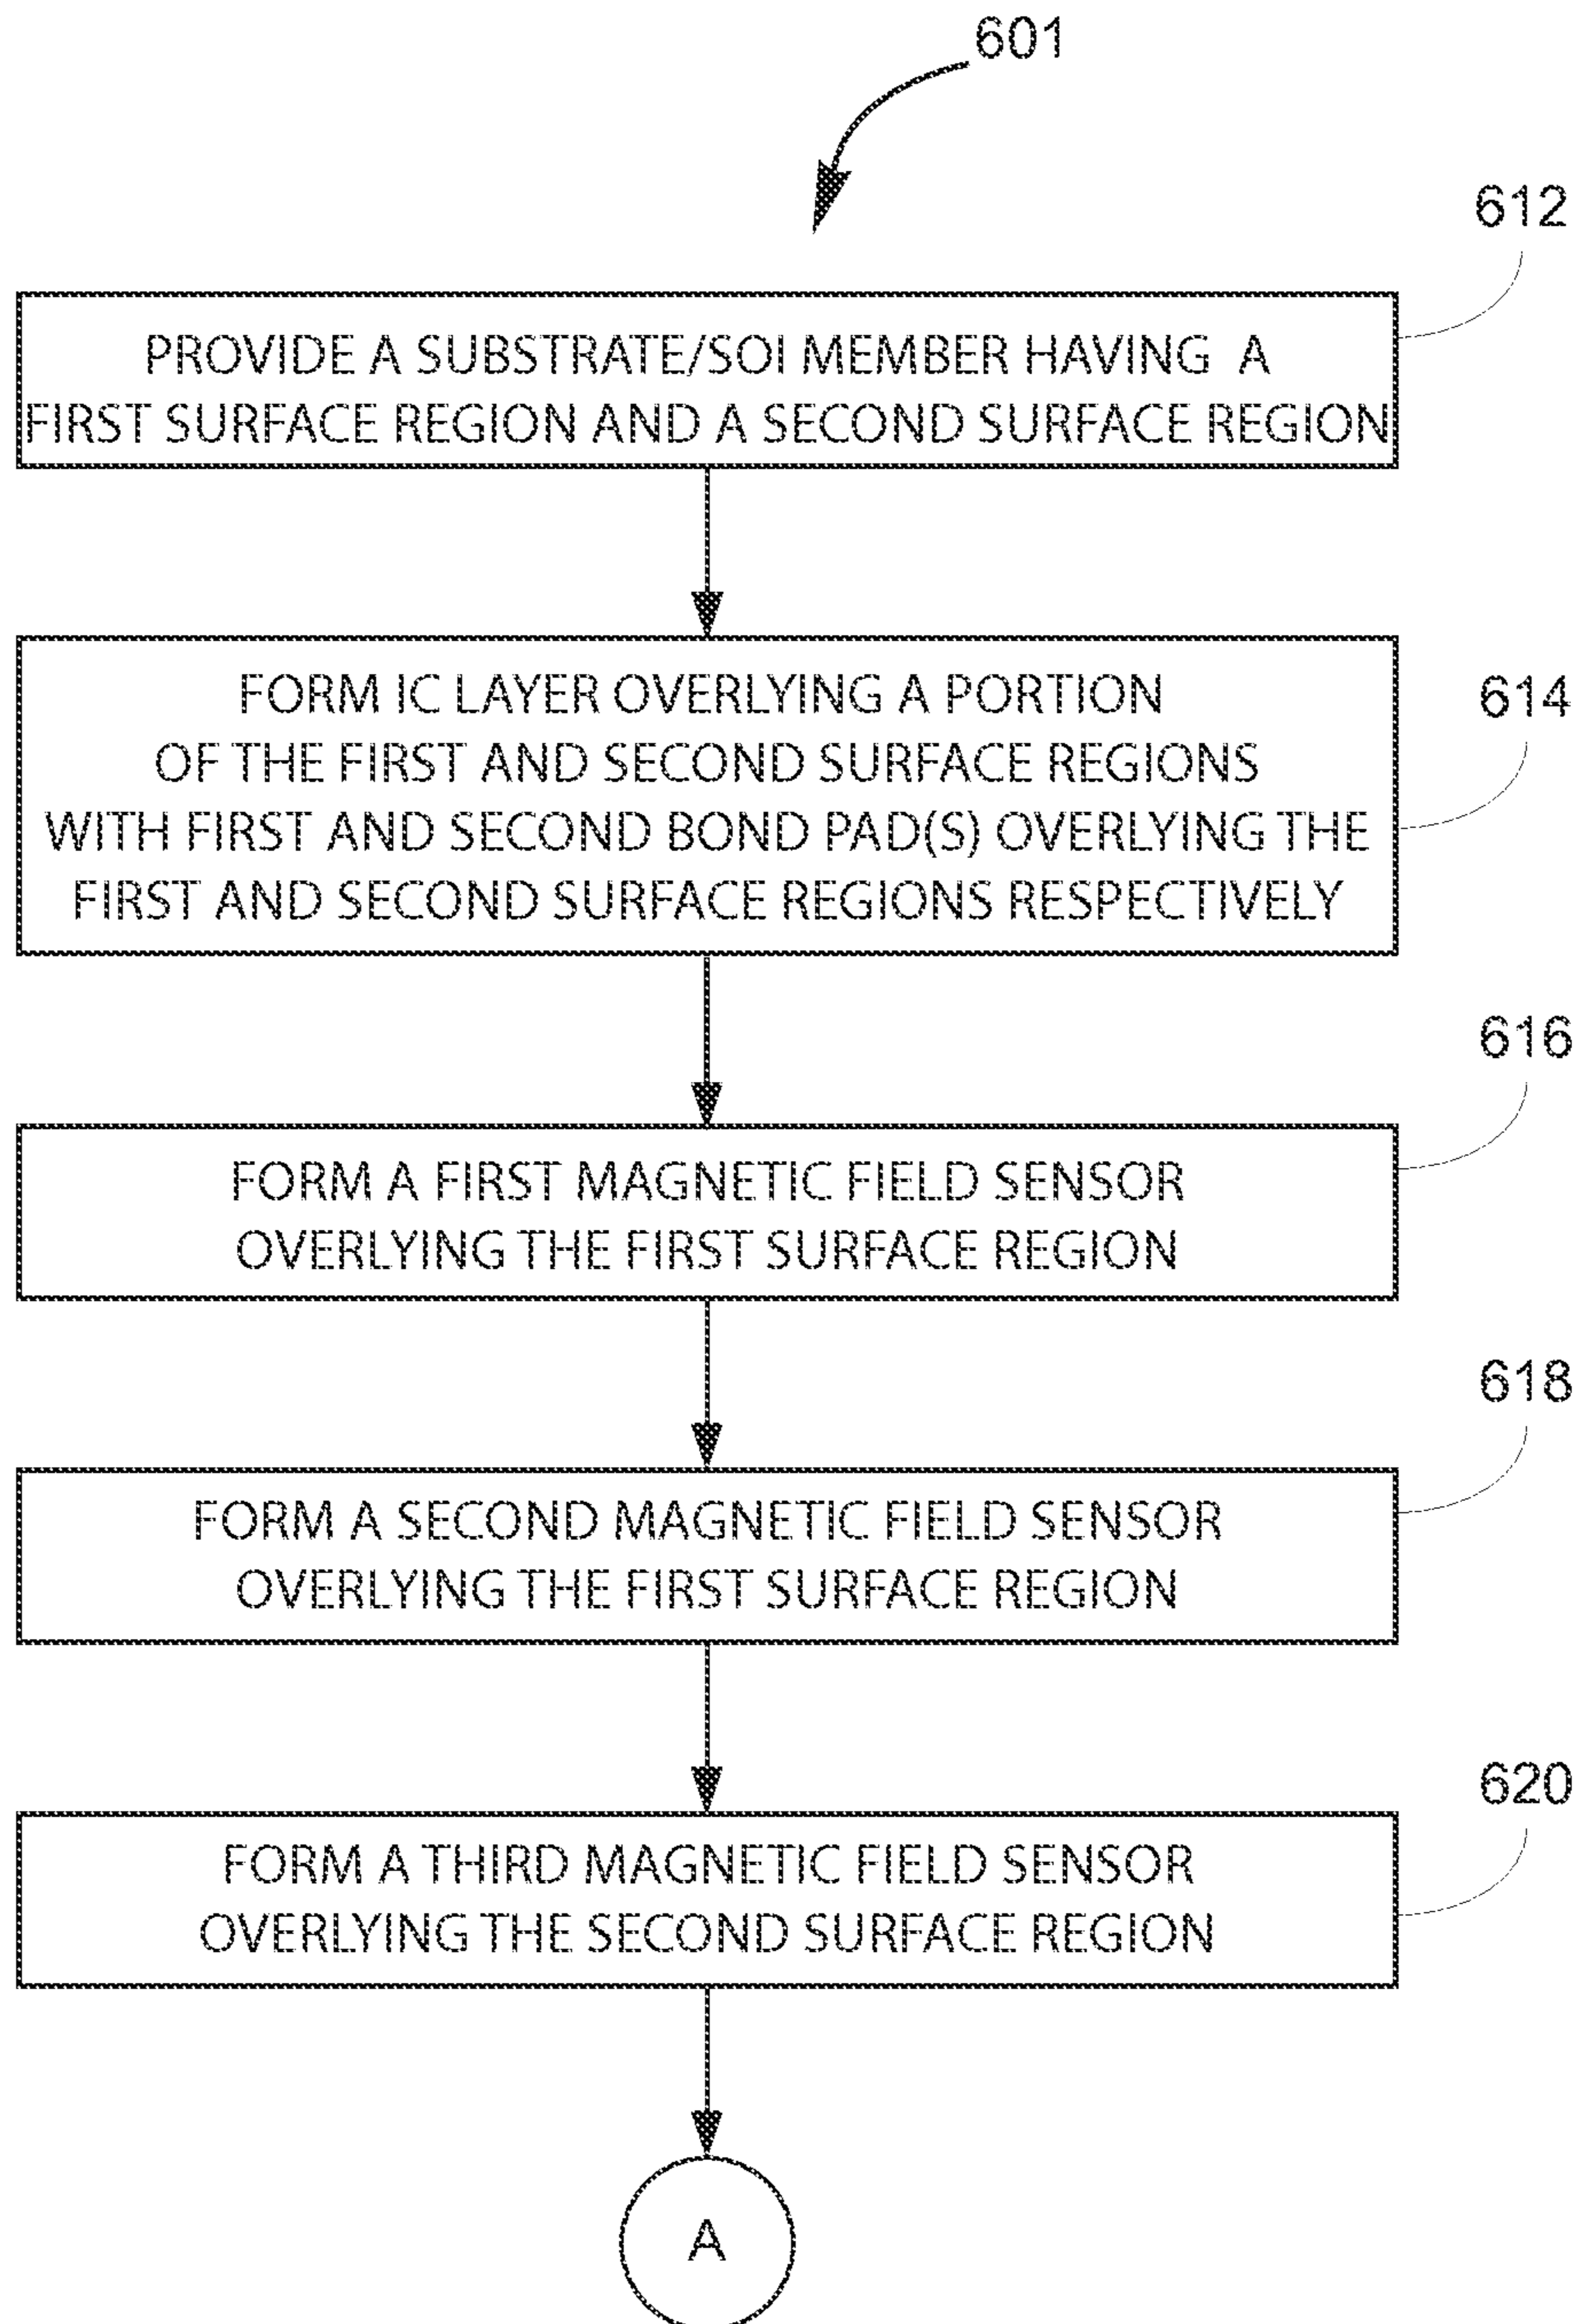 601
612
PROVIDE A SUBSTRATE/SOI MEMBER HAVING A
FIRST SURFACE REGION AND A SECOND SURFACE REGION
614
FORM IC LAYER OVERLYING A PORTION
OF THE FIRST AND SECOND SURFACE REGIONS
WITH FIRST AND SECOND BOND PAD(S) OVERLYING THE
FIRST AND SECOND SURFACE REGIONS RESPECTIVELY
616
FORM A FIRST MAGNETIC FIELD SENSOR
OVERLYING THE FIRST SURFACE REGION
618
FORM A SECOND MAGNETIC FIELD SENSOR
OVERLYING THE FIRST SURFACE REGION
620
FORM A THIRD MAGNETIC FIELD SENSOR
OVERLYING THE SECOND SURFACE REGION
A